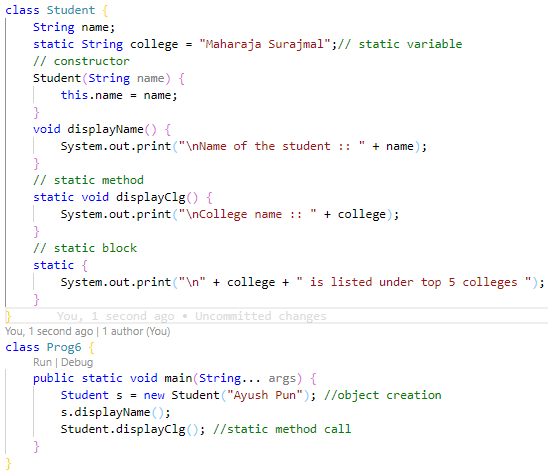 class Student {
String name;
static String college = "Maharaja Surajmal";// static variable
// constructor
Student(String name) {
this.name = name;
}
void displayName() {
System.out.print("\nName of the student :: " + name);
}
// static method
static void displayClg() {
System.out.print("\nCollege name :: " + college);
}
// static block
static {
System.out.print("\n" + college + " is listed under top 5 colleges ");
}
} You, 1 second ago • Uncommitted changes
You, 1 second ago | 1 author (You)
class Prog6 {
Run | Debug
public static void main(String... args) {
Student s = new Student("Ayush Pun"); //object creation
s.displayName();
Student.displayClg(); //static method call
}
}